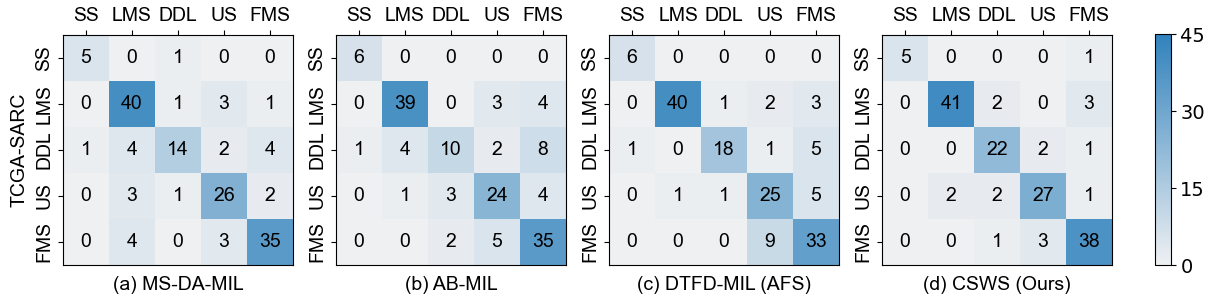 SS LMS DDL US FMS SS LMS DDL US FMS SS LMS DDL US FMS SS LMS DDL US FMS
TCGA-SARC
SS 5 0 1 0 0 SS 6 0 0 0 0 SS 6 0 0 0 0 SS 5 0 0 0 1
LMS 0 40 1 3 1 LMS 0 39 0 3 4 LMS 0 40 1 2 3 LMS 0 41 2 0 3
DDL 1 4 14 2 4 DDL 1 4 10 2 8 DDL 1 0 18 1 5 DDL 0 0 22 2 1
US 0 3 1 26 2 US 0 1 3 24 4 US 0 1 1 25 5 US 0 2 2 27 1
FMS 0 4 0 3 35 FMS 0 0 2 5 35 FMS 0 0 0 9 33 FMS 0 0 1 3 38
(a) MS-DA-MIL (b) AB-MIL (c) DTFD-MIL (AFS) (d) CSWS (Ours)
45
30
15
0